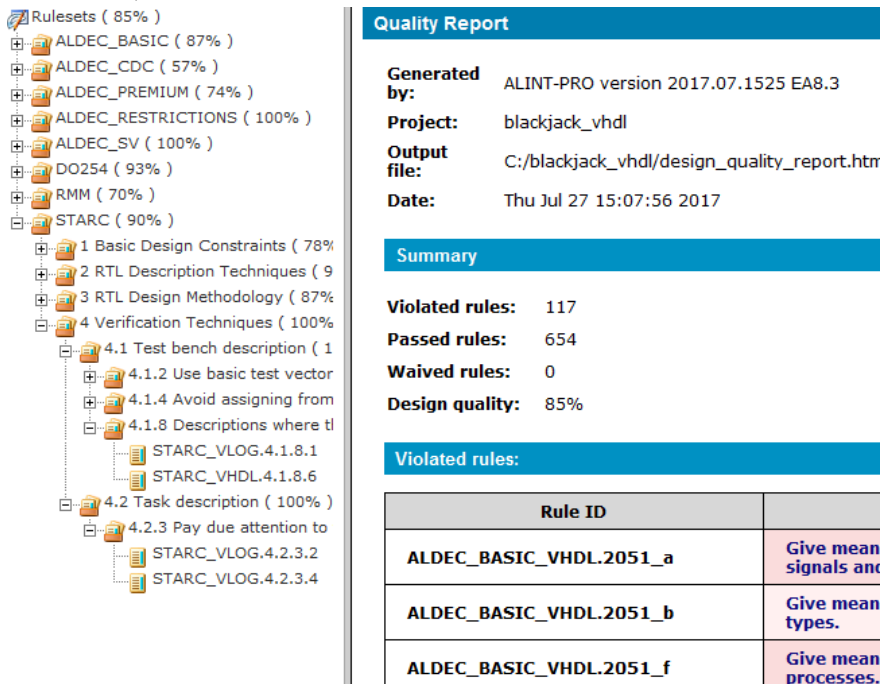 Rulesets ( 85% )
ALDEC_BASIC ( 87% )
ALDEC_CDC ( 57% )
ALDEC_PREMIUM ( 74% )
ALDEC_RESTRICTIONS ( 100% )
ALDEC_SV ( 100% )
DO254 ( 93% )
RMM ( 70% )
STARC ( 90% )
1 Basic Design Constraints ( 78%
2 RTL Description Techniques ( 9
3 RTL Design Methodology ( 87%
4 Verification Techniques ( 100%
4.1 Test bench description ( 1
4.1.2 Use basic test vector
4.1.4 Avoid assigning from
4.1.8 Descriptions where tl
STARC_VLOG.4.1.8.1
STARC_VHDL.4.1.8.6
4.2 Task description ( 100% )
4.2.3 Pay due attention to
STARC_VLOG.4.2.3.2
STARC_VLOG.4.2.3.4
Quality Report
Generated by: ALINT-PRO version 2017.07.1525 EA8.3
Project: blackjack_vhdl
Output file: C:/blackjack_vhdl/design_quality_report.htm
Date: Thu Jul 27 15:07:56 2017
Summary
Violated rules: 117
Passed rules: 654
Waived rules: 0
Design quality: 85%
Violated rules:
Rule ID
ALDEC_BASIC_VHDL.2051_a Give mean
signals and
ALDEC_BASIC_VHDL.2051_b Give mean
types.
ALDEC_BASIC_VHDL.2051_f Give mean
processes.